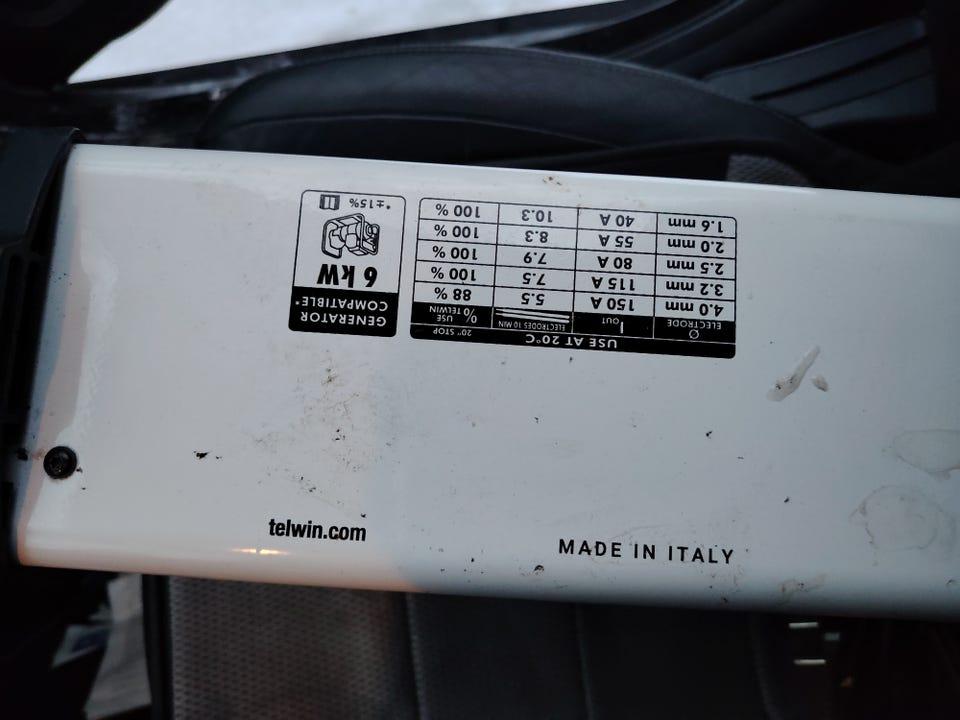 USE AT 20°C 20" STOP
Ø ELECTRODE I OUT ELECTRODES 10 MIN % USE TELWIN
4.0 mm 150 A 5.5 88 %
3.2 mm 115 A 7.5 100 %
2.5 mm 80 A 7.9 100 %
2.0 mm 55 A 8.3 100 %
1.6 mm 40 A 10.3 100 %
GENERATOR
COMPATIBLE*
6 kW
*±15%
telwin.com
MADE IN ITALY